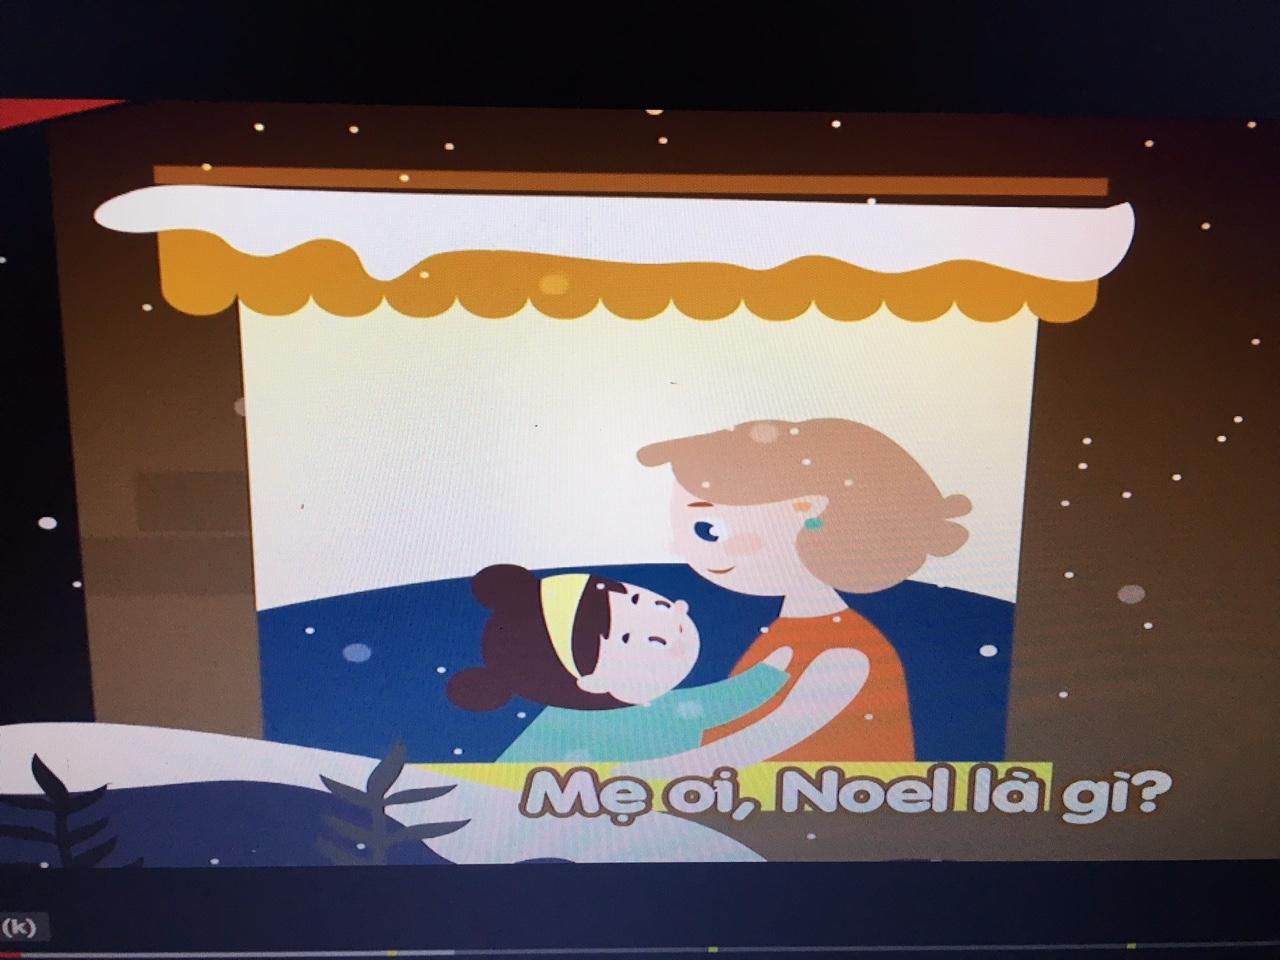 Mẹ ơi, Noel là gì?
(k)